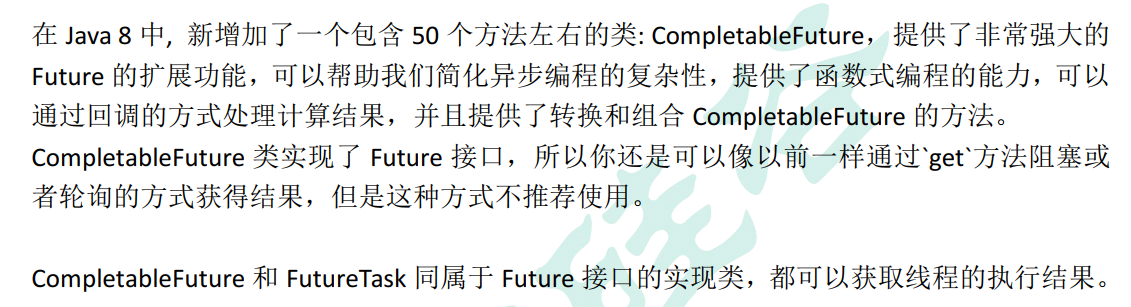 在 Java 8 中, 新增加了一个包含 50 个方法左右的类: CompletableFuture，提供了非常强大的
Future 的扩展功能，可以帮助我们简化异步编程的复杂性，提供了函数式编程的能力，可以
通过回调的方式处理计算结果，并且提供了转换和组合 CompletableFuture 的方法。
CompletableFuture 类实现了 Future 接口，所以你还是可以像以前一样通过`get`方法阻塞或
者轮询的方式获得结果，但是这种方式不推荐使用。
CompletableFuture 和 FutureTask 同属于 Future 接口的实现类，都可以获取线程的执行结果。